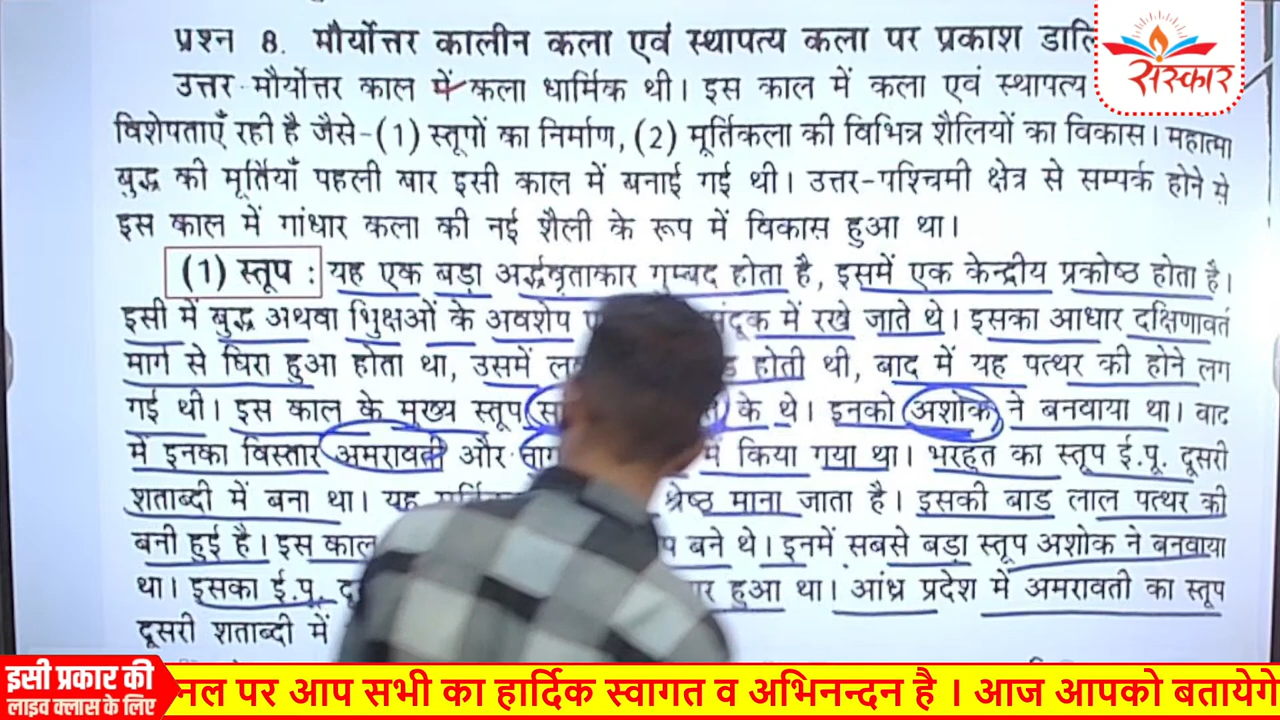 प्रश्न 8. मौर्योत्तर कालीन कला एवं स्थापत्य कला पर प्रकाश डालि
संस्कार
उत्तर-मौर्योत्तर काल में कला धार्मिक थी। इस काल में कला एवं स्थापत्य
विशेषताएँ रही है जैसे-(1) स्तूपों का निर्माण, (2) मूर्तिकला की विभिन्न शैलियों का विकास। महात्मा
बुद्ध की मूर्तियाँ पहली बार इसी काल में बनाई गई थी। उत्तर-पश्चिमी क्षेत्र से सम्पर्क होने से
इस काल में गांधार कला की नई शैली के रूप में विकास हुआ था।
(1) स्तूप : यह एक बड़ा अर्द्धवृताकार गुम्बद होता है, इसमें एक केन्द्रीय प्रकोष्ठ होता है।
इसी में बुद्ध अथवा भिुक्षओं के अवशेष में रखे जाते थे। इसका आधार दक्षिणावर्त
मार्ग से घिरा हुआ होता था, उसमें होती थी, बाद में यह पत्थर की होने लग
गई थी। इस काल के मुख्य स्तूप के थे। इनको अशोक ने बनवाया था। बाद
में इनका विस्तार अमरावती और में किया गया था। भरहुत का स्तूप ई.पू. दूसरी
शताब्दी में बना था। यह श्रेष्ठ माना जाता है। इसकी बाड लाल पत्थर की
बनी हुई है। इस काल बने थे। इनमें सबसे बड़ा स्तूप अशोक ने बनवाया
था। इसका ई.पू. हुआ था। आंध्र प्रदेश में अमरावती का स्तूप
दूसरी शताब्दी में
इसी प्रकार की
लाइव क्लास के लिए
नल पर आप सभी का हार्दिक स्वागत व अभिनन्दन है । आज आपको बतायेगे